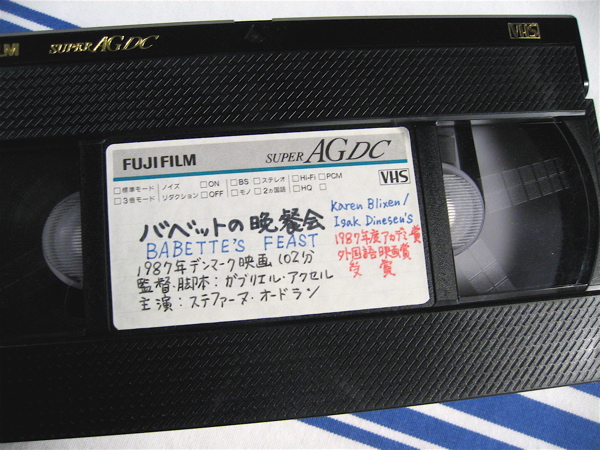 LM SUPER AG DC VHS
FUJIFILM SUPER AG DC
VHS
□標準モード ノイズ □ON □BS □ステレオ □Hi-Fi □PCM
□3倍モード リダクション □OFF □モノ □2ヵ国語 □HQ □
バベットの晩餐会
BABETTE'S FEAST
1987年デンマーク映画 102分
監督・脚本:ガブリエル・アクセル
主演:ステファーヌ・オードラン
Karen Blixen/
Isak Dinesen's
1987年度アカデミー賞
外国語映画賞
受賞